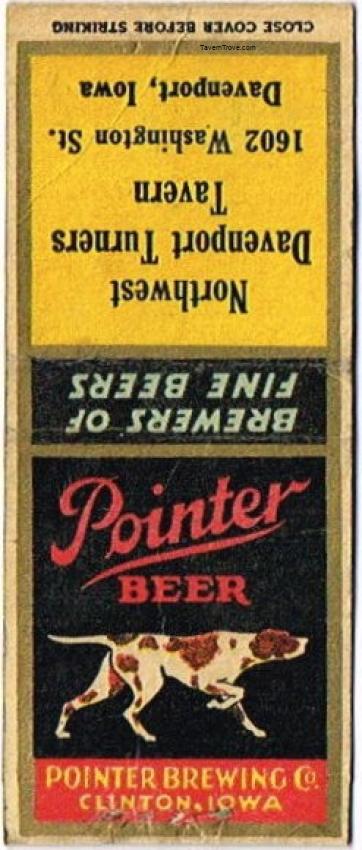 CLOSE COVER BEFORE STRIKING
TavernTrove.com
Northwest
Davenport Turners
Tavern
1602 Washington St.
Davenport, Iowa
BREWERS OF
FINE BEERS
Pointer
BEER
POINTER BREWING Co.
CLINTON, IOWA